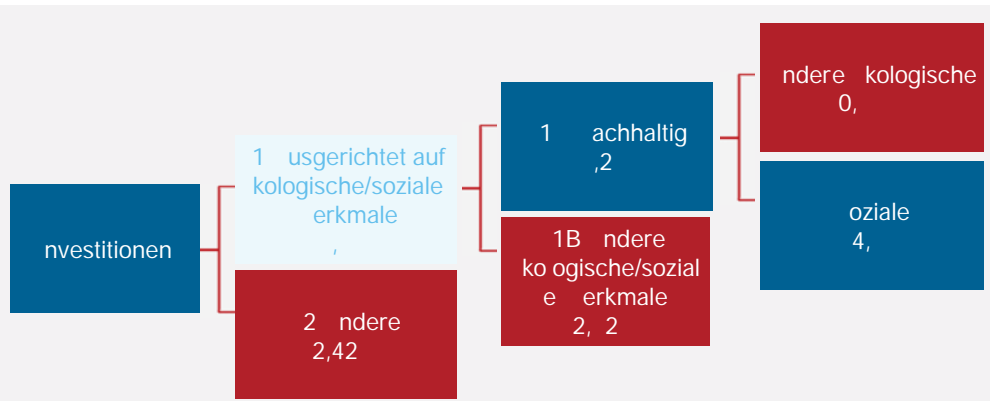 nvestitionen
1 usgerichtet auf
kologische/soziale
erkmale
,
2 ndere
2,42
1 achhaltig
,2
1B ndere
ko ogische/sozial
e erkmale
2, 2
ndere kologische
0,
oziale
4,